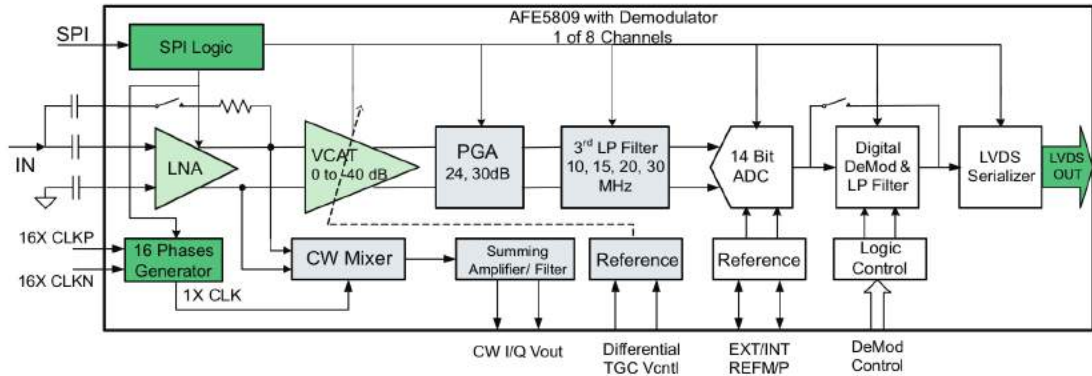 AFE5809 with Demodulator
1 of 8 Channels
SPI
SPI Logic
IN
LNA
VCAT
0 to -40 dB
PGA
24, 30dB
3rd LP Filter
10, 15, 20, 30
MHz
14 Bit
ADC
Digital
DeMod &
LP Filter
LVDS
Serializer
LVDS
OUT
16X CLKP
16X CLKN
16 Phases
Generator
1X CLK
CW Mixer
Summing
Amplifier/ Filter
Reference
Reference
Logic
Control
CW I/Q Vout
Differential
TGC Vcntl
EXT/INT
REFM/P
DeMod
Control